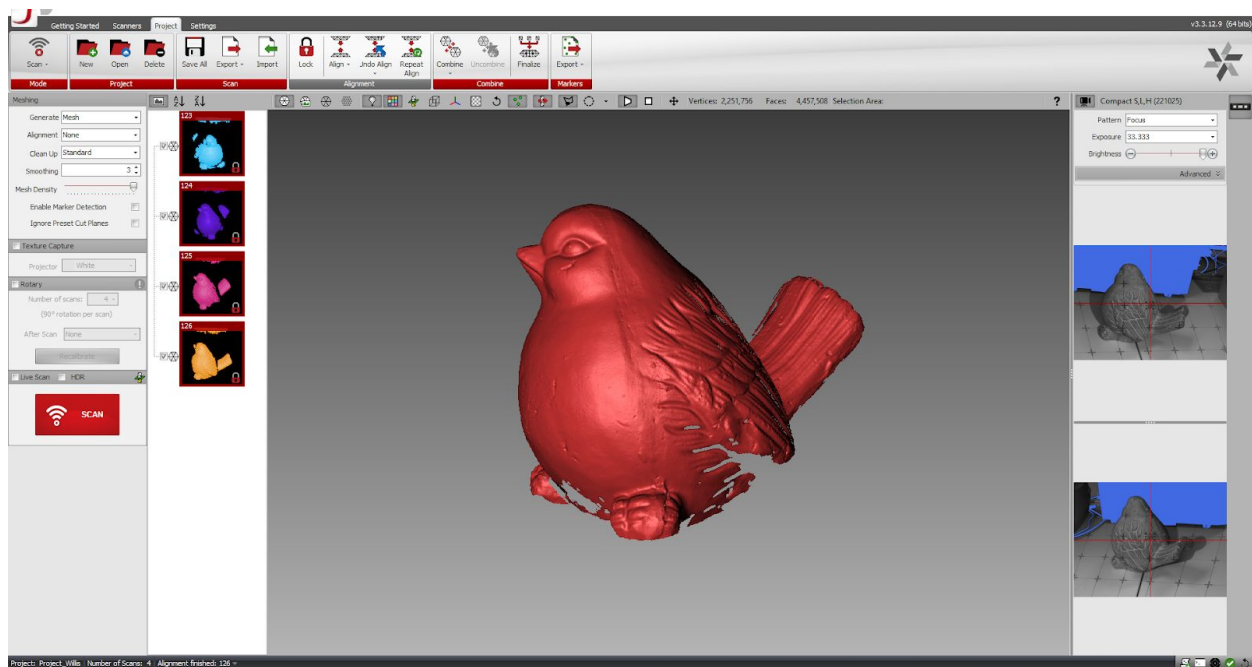 Getting Started Scanners Project Settings
v3.3.12.9 (64bits)
Scan
New
Open
Delete
Save All
Export
Import
Lock
Align
Undo Align
Repeat Align
Combine
Uncombine
Finalize
Export
Mode
Project
Scan
Alignment
Combine
Markers
Meshing
Generate Mesh
Alignment None
Clean Up Standard
Smoothing 3
Mesh Density
Enable Marker Detection
Ignore Preset Cut Planes
Texture Capture
Projector White
Rotary
Number of scans: 4
(90° rotation per scan)
After Scan None
Recalibrate
Live Scan HDR
SCAN
123
124
125
126
Vertices: 2,251,756 Faces: 4,457,508 Selection Area:
?
Compact S,L,H (221025)
Pattern Focus
Exposure 33.333
Brightness
Advanced
Project: Project_Willis Number of Scans: 4 Alignment finished: 126